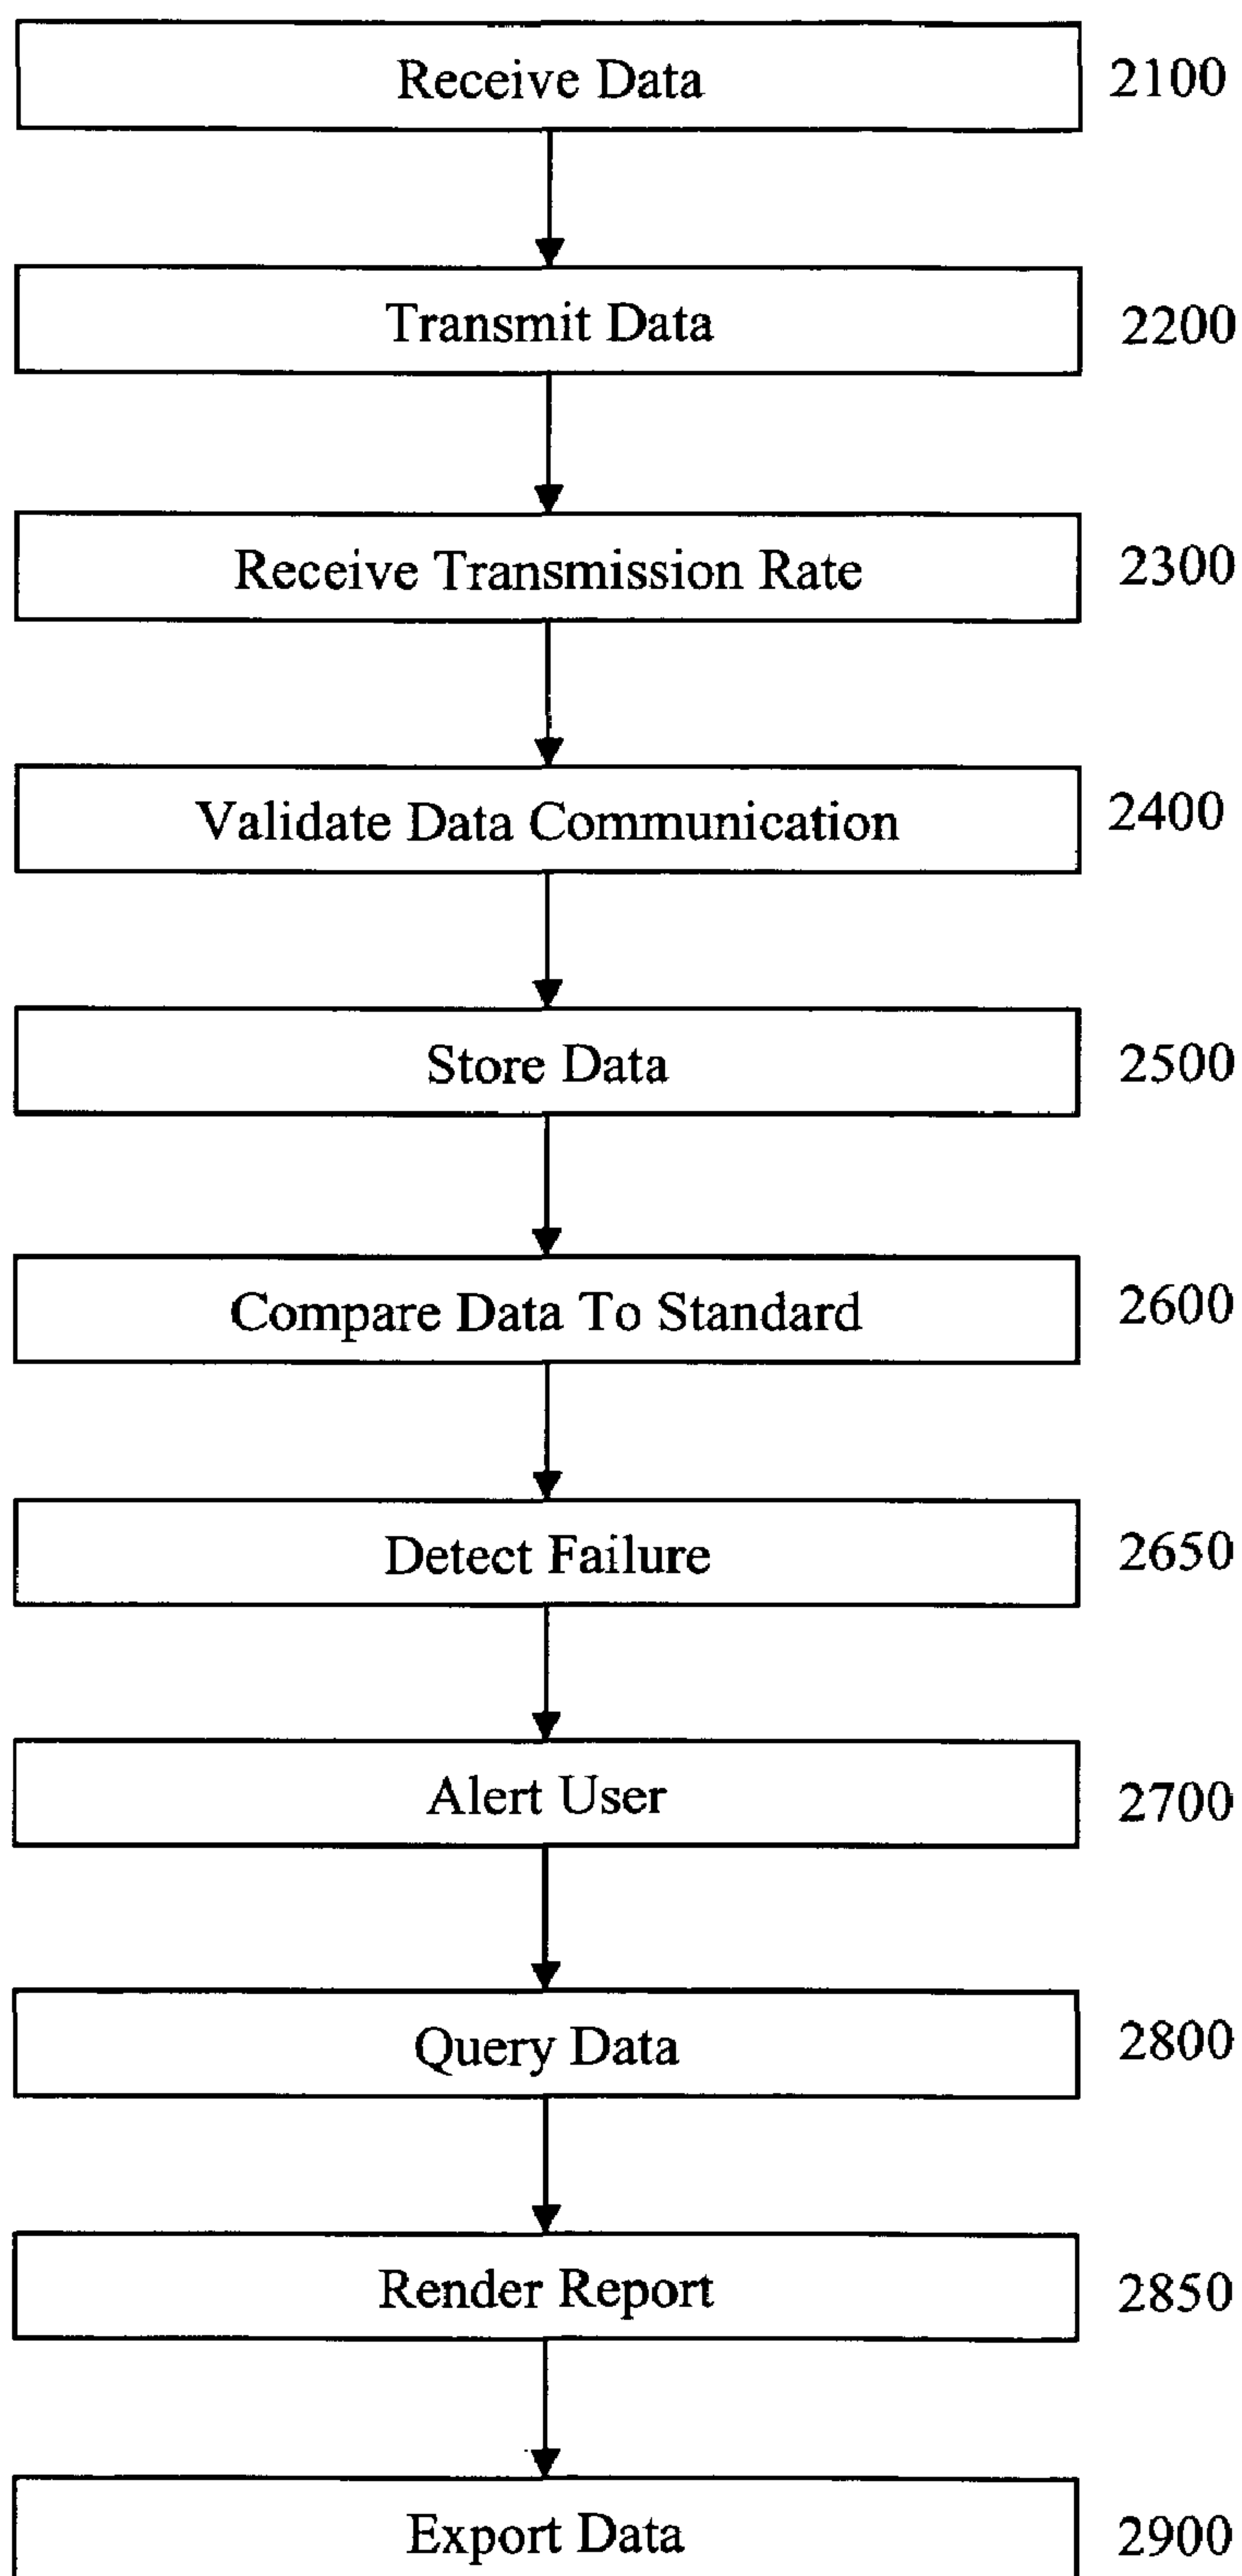 Receive Data 2100
Transmit Data 2200
Receive Transmission Rate 2300
Validate Data Communication 2400
Store Data 2500
Compare Data To Standard 2600
Detect Failure 2650
Alert User 2700
Query Data 2800
Render Report 2850
Export Data 2900